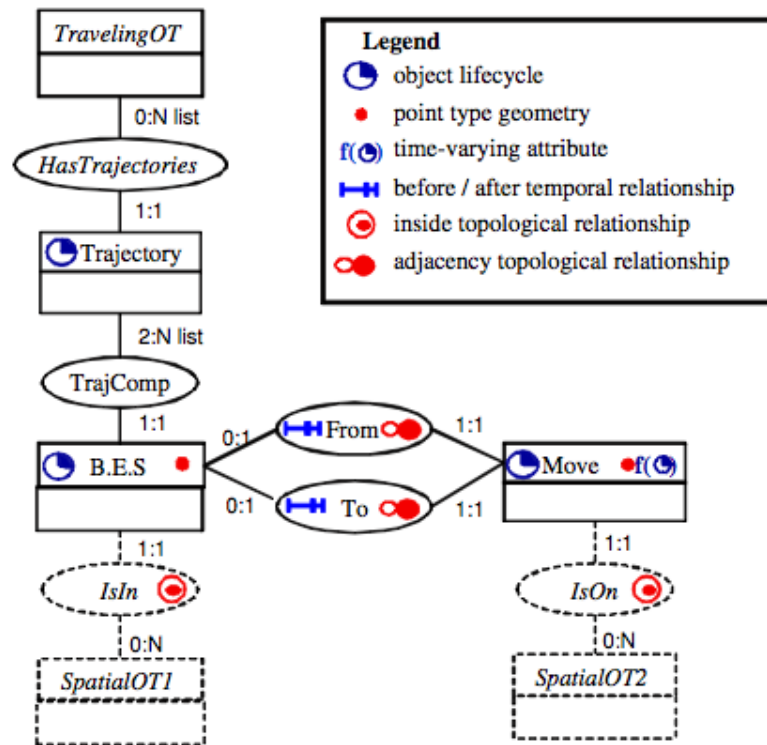 TravelingOT
0:N list
HasTrajectories
1:1
Trajectory
2:N list
TrajComp
1:1
B.E.S
0:1
0:1
From
To
1:1
1:1
Move
f( )
1:1
IsIn
0:N
SpatialOT1
1:1
IsOn
0:N
SpatialOT2
Legend
object lifecycle
point type geometry
f( ) time-varying attribute
before / after temporal relationship
inside topological relationship
adjacency topological relationship